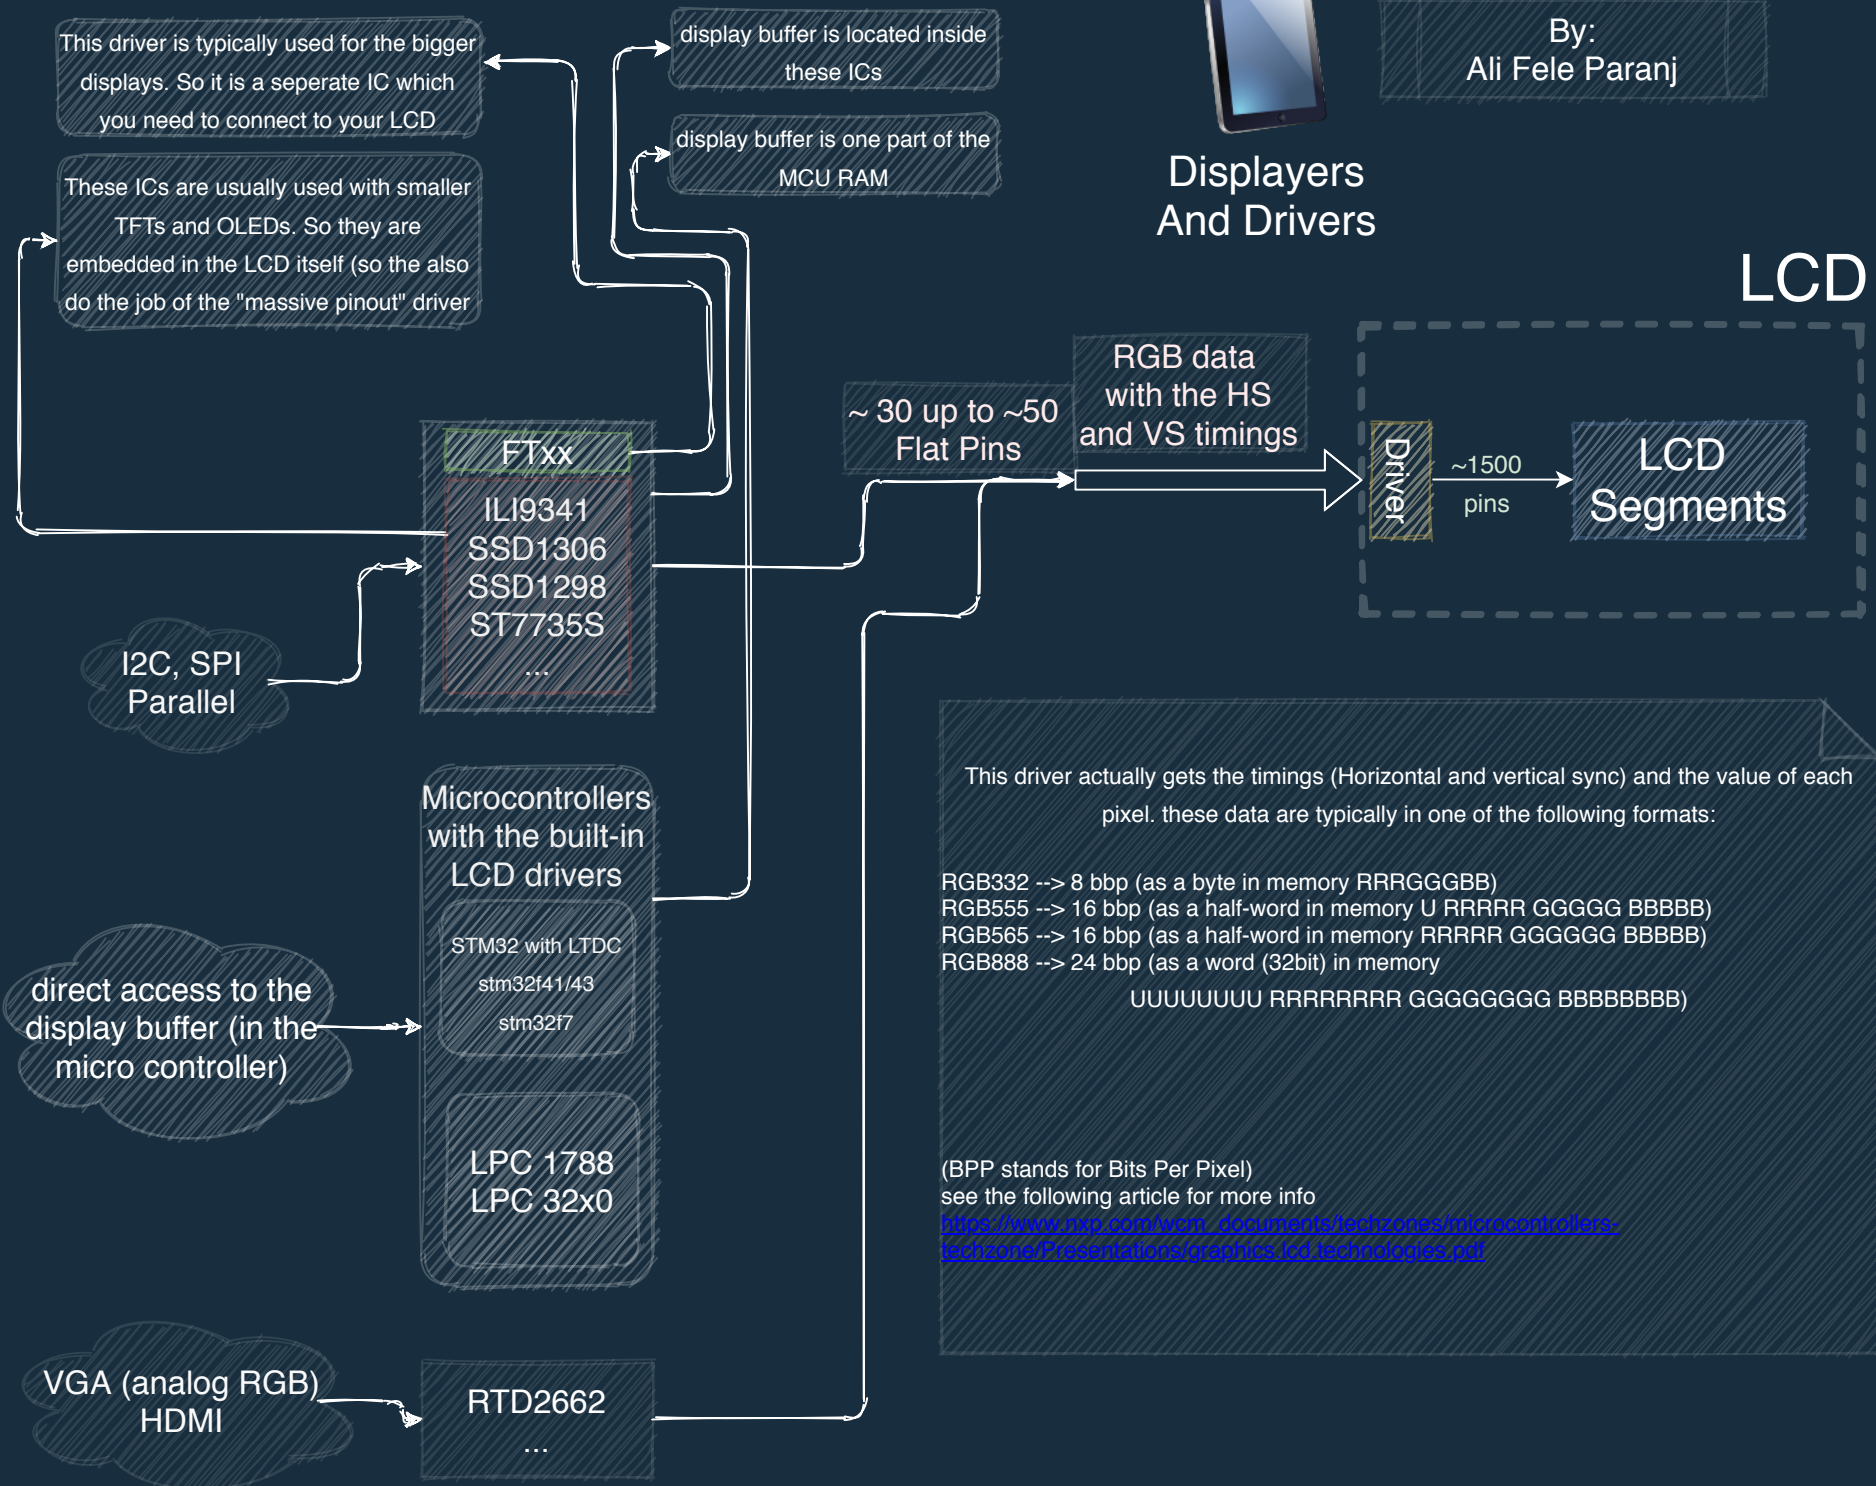 This driver is typically used for the bigger
displays. So it is a seperate IC which
you need to connect to your LCD
These ICs are usually used with smaller
TFTs and OLEDs. So they are
embedded in the LCD itself (so the also
do the job of the "massive pinout" driver
display buffer is located inside
these ICs
display buffer is one part of the
MCU RAM
Displayers
And Drivers
By:
Ali Fele Paranj
LCD
FTxx
ILI9341
SSD1306
SSD1298
ST7735S
...
I2C, SPI
Parallel
~ 30 up to ~50
Flat Pins
RGB data
with the HS
and VS timings
Driver
~1500
pins
LCD
Segments
Microcontrollers
with the built-in
LCD drivers
STM32 with LTDC
stm32f41/43
stm32f7
LPC 1788
LPC 32x0
direct access to the
display buffer (in the
micro controller)
VGA (analog RGB)
HDMI
RTD2662
...
This driver actually gets the timings (Horizontal and vertical sync) and the value of each
pixel. these data are typically in one of the following formats:
RGB332 --> 8 bbp (as a byte in memory RRRGGGBB)
RGB555 --> 16 bbp (as a half-word in memory U RRRRR GGGGG BBBBB)
RGB565 --> 16 bbp (as a half-word in memory RRRRR GGGGGG BBBBB)
RGB888 --> 24 bbp (as a word (32bit) in memory
UUUUUUUU RRRRRRRR GGGGGGGG BBBBBBBB)
(BPP stands for Bits Per Pixel)
see the following article for more info
https://www.nxp.com/wcm_documents/techzones/microcontrollers-
techzone/Presentations/graphics.lcd.technologies.pdf